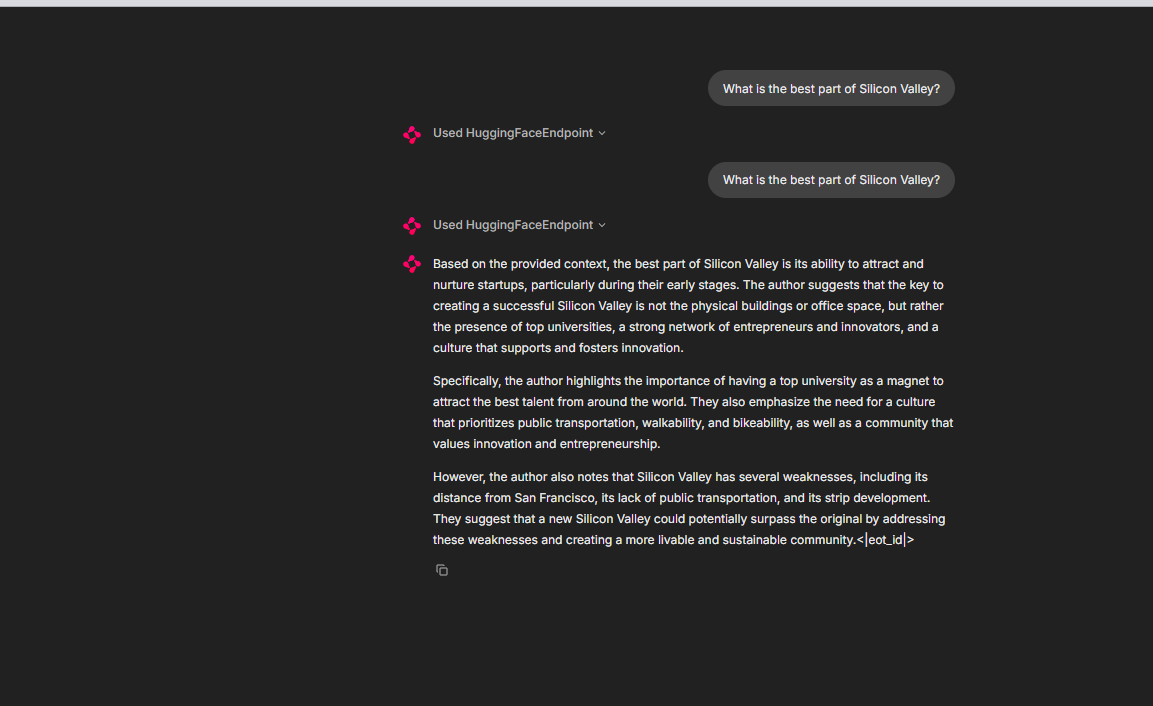 What is the best part of Silicon Valley?
Used HuggingFaceEndpoint
What is the best part of Silicon Valley?
Used HuggingFaceEndpoint
Based on the provided context, the best part of Silicon Valley is its ability to attract and
nurture startups, particularly during their early stages. The author suggests that the key to
creating a successful Silicon Valley is not the physical buildings or office space, but rather
the presence of top universities, a strong network of entrepreneurs and innovators, and a
culture that supports and fosters innovation.
Specifically, the author highlights the importance of having a top university as a magnet to
attract the best talent from around the world. They also emphasize the need for a culture
that prioritizes public transportation, walkability, and bikeability, as well as a community that
values innovation and entrepreneurship.
However, the author also notes that Silicon Valley has several weaknesses, including its
distance from San Francisco, its lack of public transportation, and its strip development.
They suggest that a new Silicon Valley could potentially surpass the original by addressing
these weaknesses and creating a more livable and sustainable community.<|eot_id|>